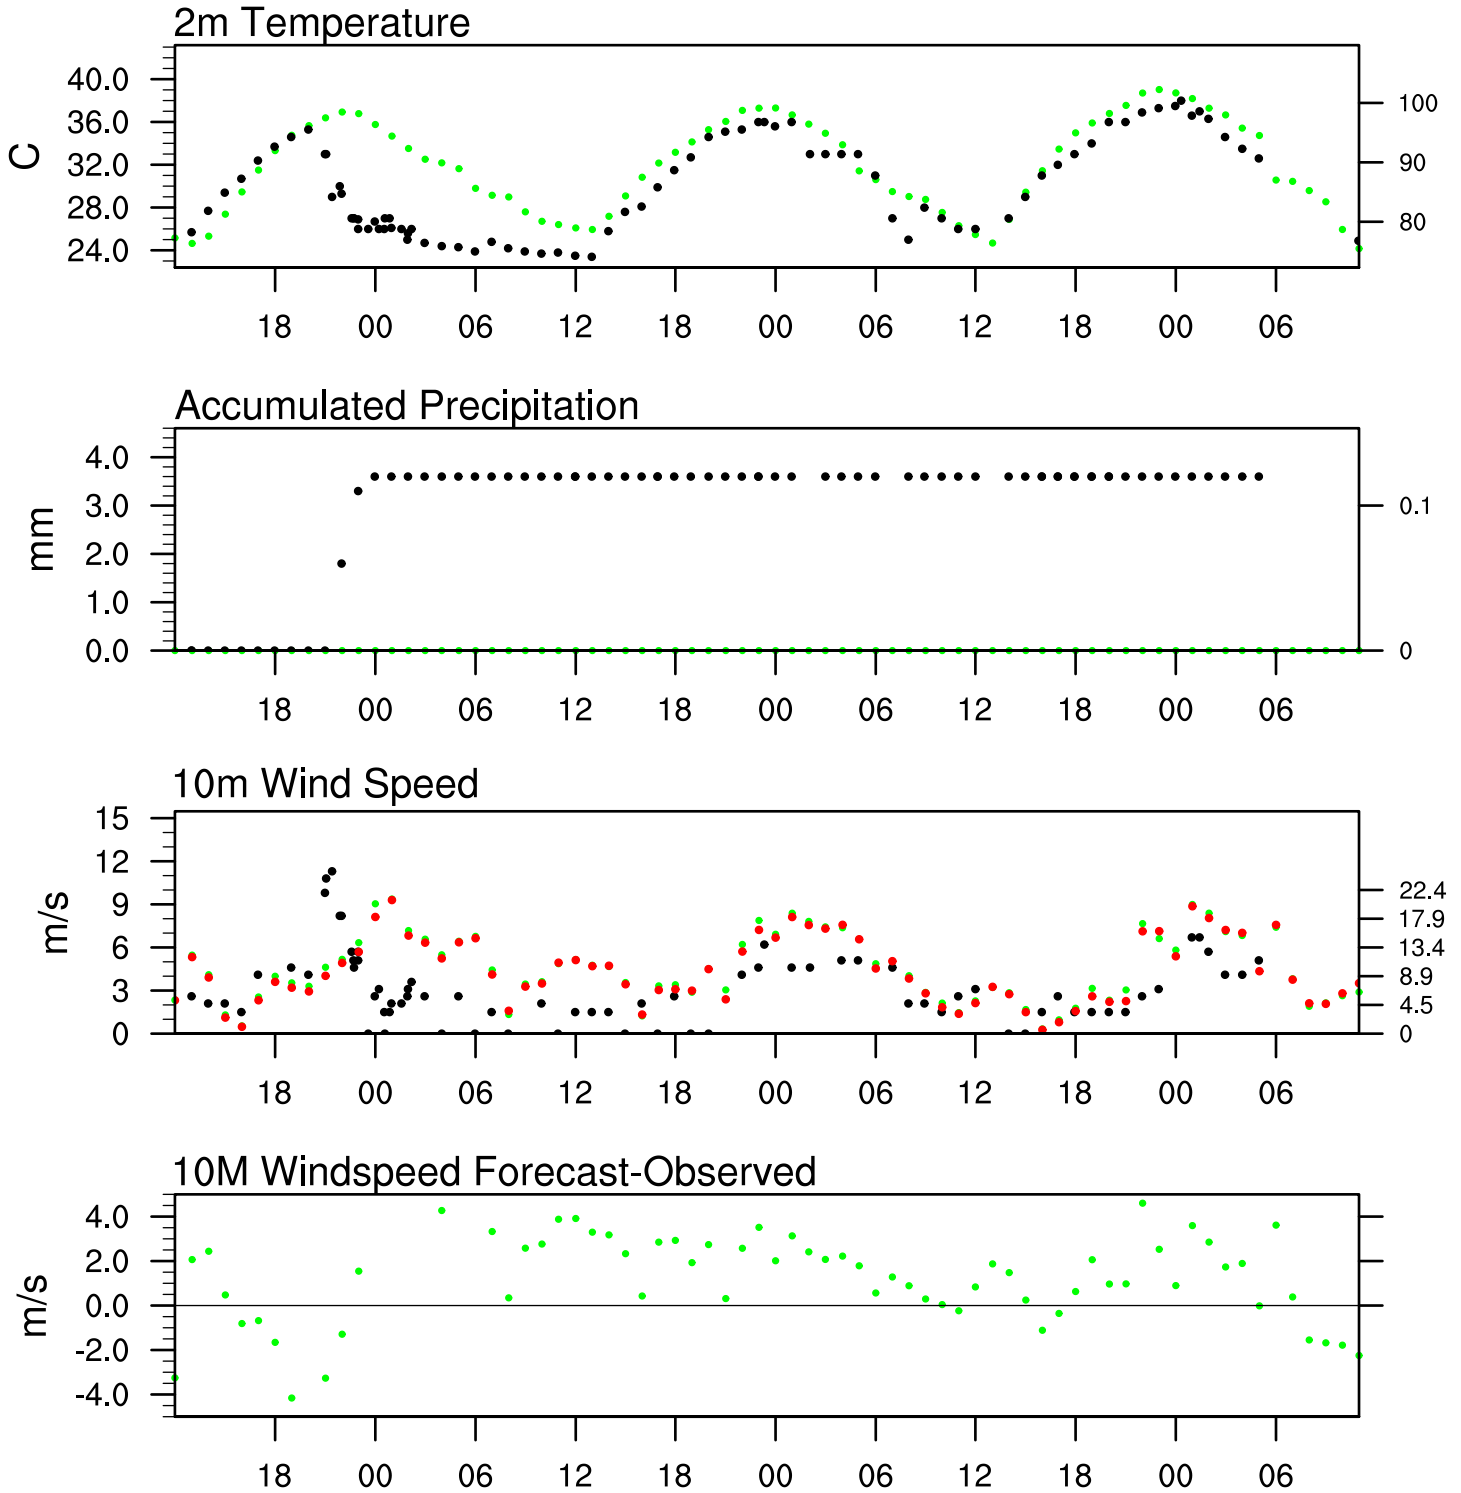 2m Temperature
C
40.0
36.0
32.0
28.0
24.0
100
90
80
18 00 06 12 18 00 06 12 18 00 06
Accumulated Precipitation
mm
4.0
3.0
2.0
1.0
0.0
0.1
0
18 00 06 12 18 00 06 12 18 00 06
10m Wind Speed
m/s
15
12
9
6
3
0
22.4
17.9
13.4
8.9
4.5
0
18 00 06 12 18 00 06 12 18 00 06
10M Windspeed Forecast-Observed
m/s
4.0
2.0
0.0
-2.0
-4.0
18 00 06 12 18 00 06 12 18 00 06